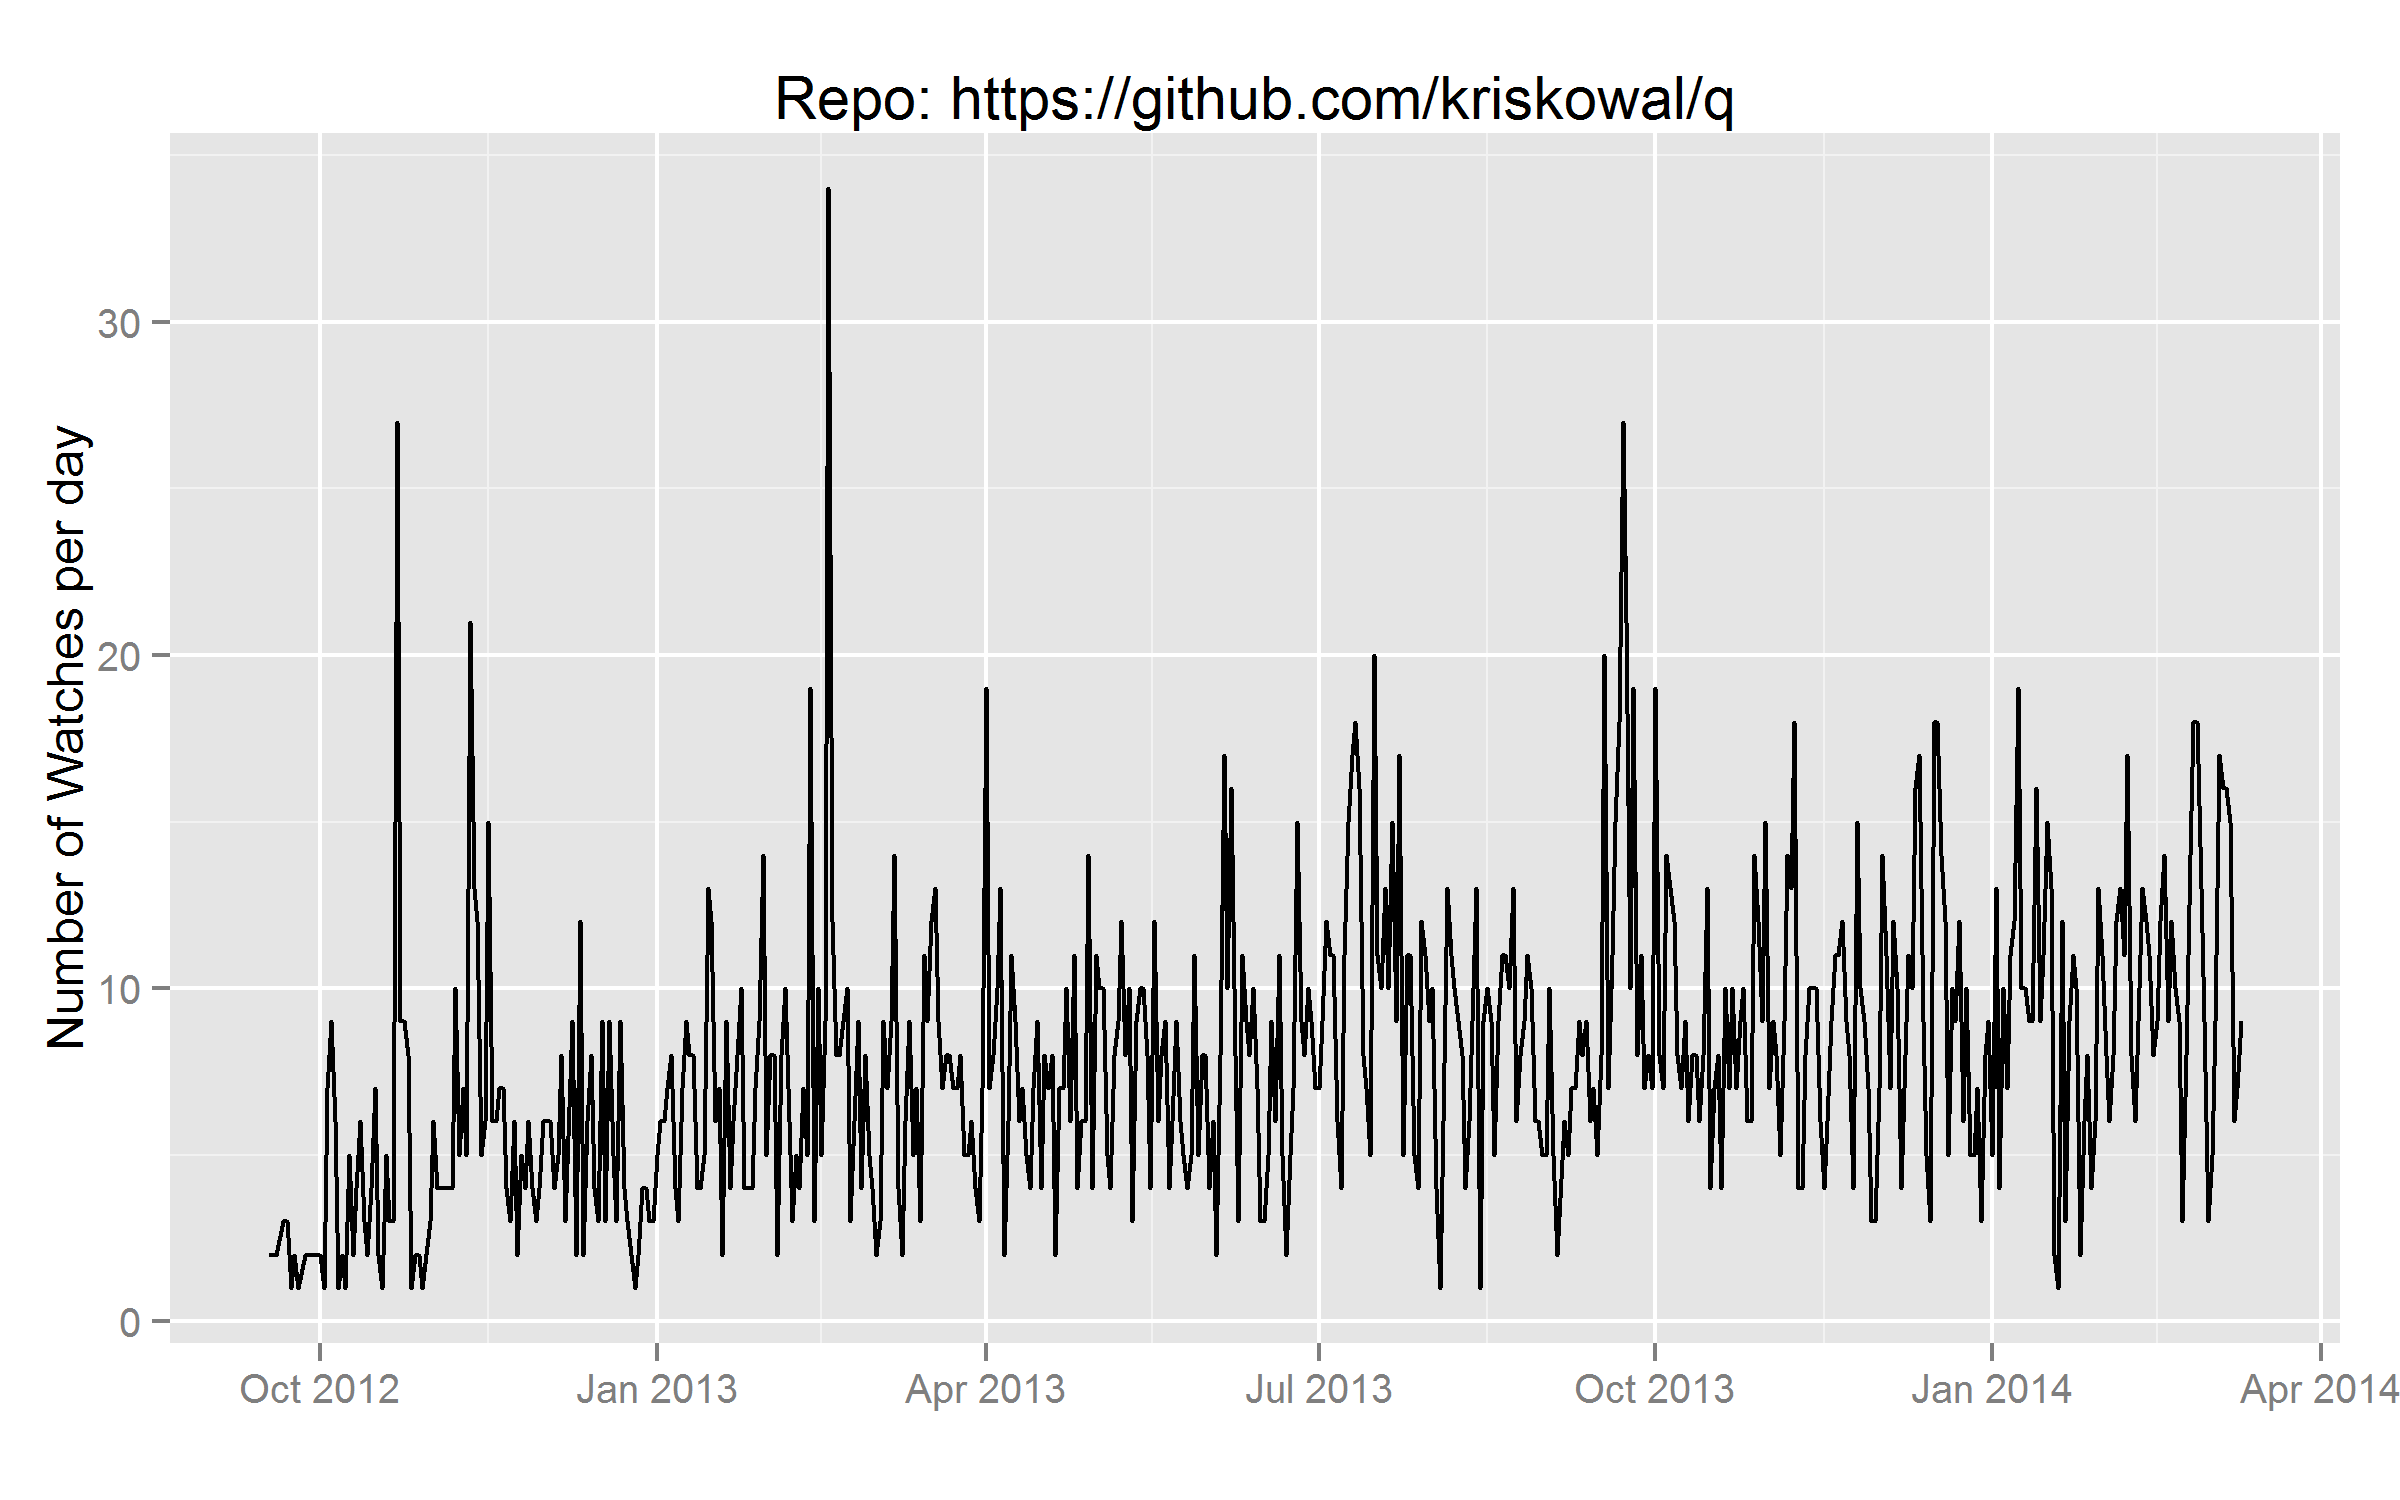 Repo: https://github.com/kriskowal/q
Number of Watches per day
30
20
10
0
Oct 2012
Jan 2013
Apr 2013
Jul 2013
Oct 2013
Jan 2014
Apr 2014